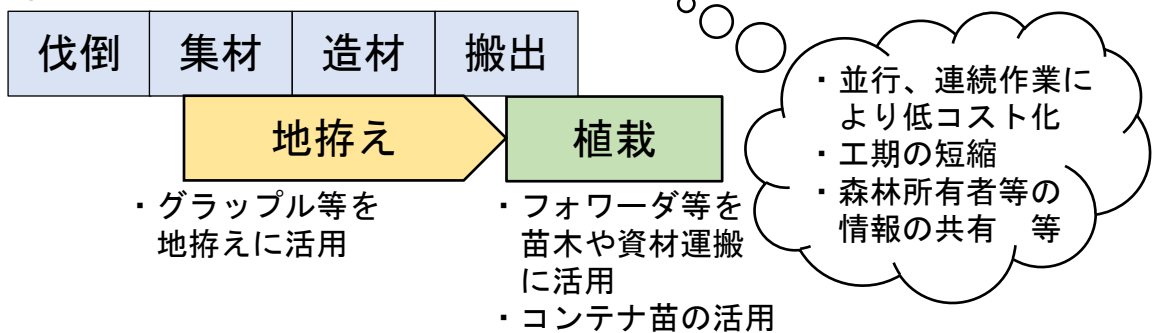 伐倒
集材
造材
搬出
地拵え
植栽
・グラップル等を
地拵えに活用
・フォワーダ等を
苗木や資材運搬
に活用
・コンテナ苗の活用
・並行、連続作業に
より低コスト化
・工期の短縮
・森林所有者等の
情報の共有　等